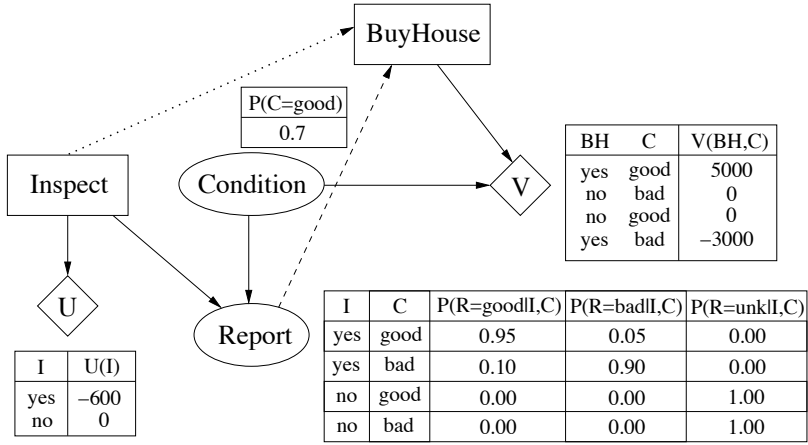 BuyHouse
P(C=good)
0.7
Inspect
Condition
V
BH C V(BH,C)
yes good 5000
no bad 0
no good 0
yes bad −3000
U
Report
I U(I)
yes −600
no 0
I C P(R=good|I,C) P(R=bad|I,C) P(R=unk|I,C)
yes good 0.95 0.05 0.00
yes bad 0.10 0.90 0.00
no good 0.00 0.00 1.00
no bad 0.00 0.00 1.00